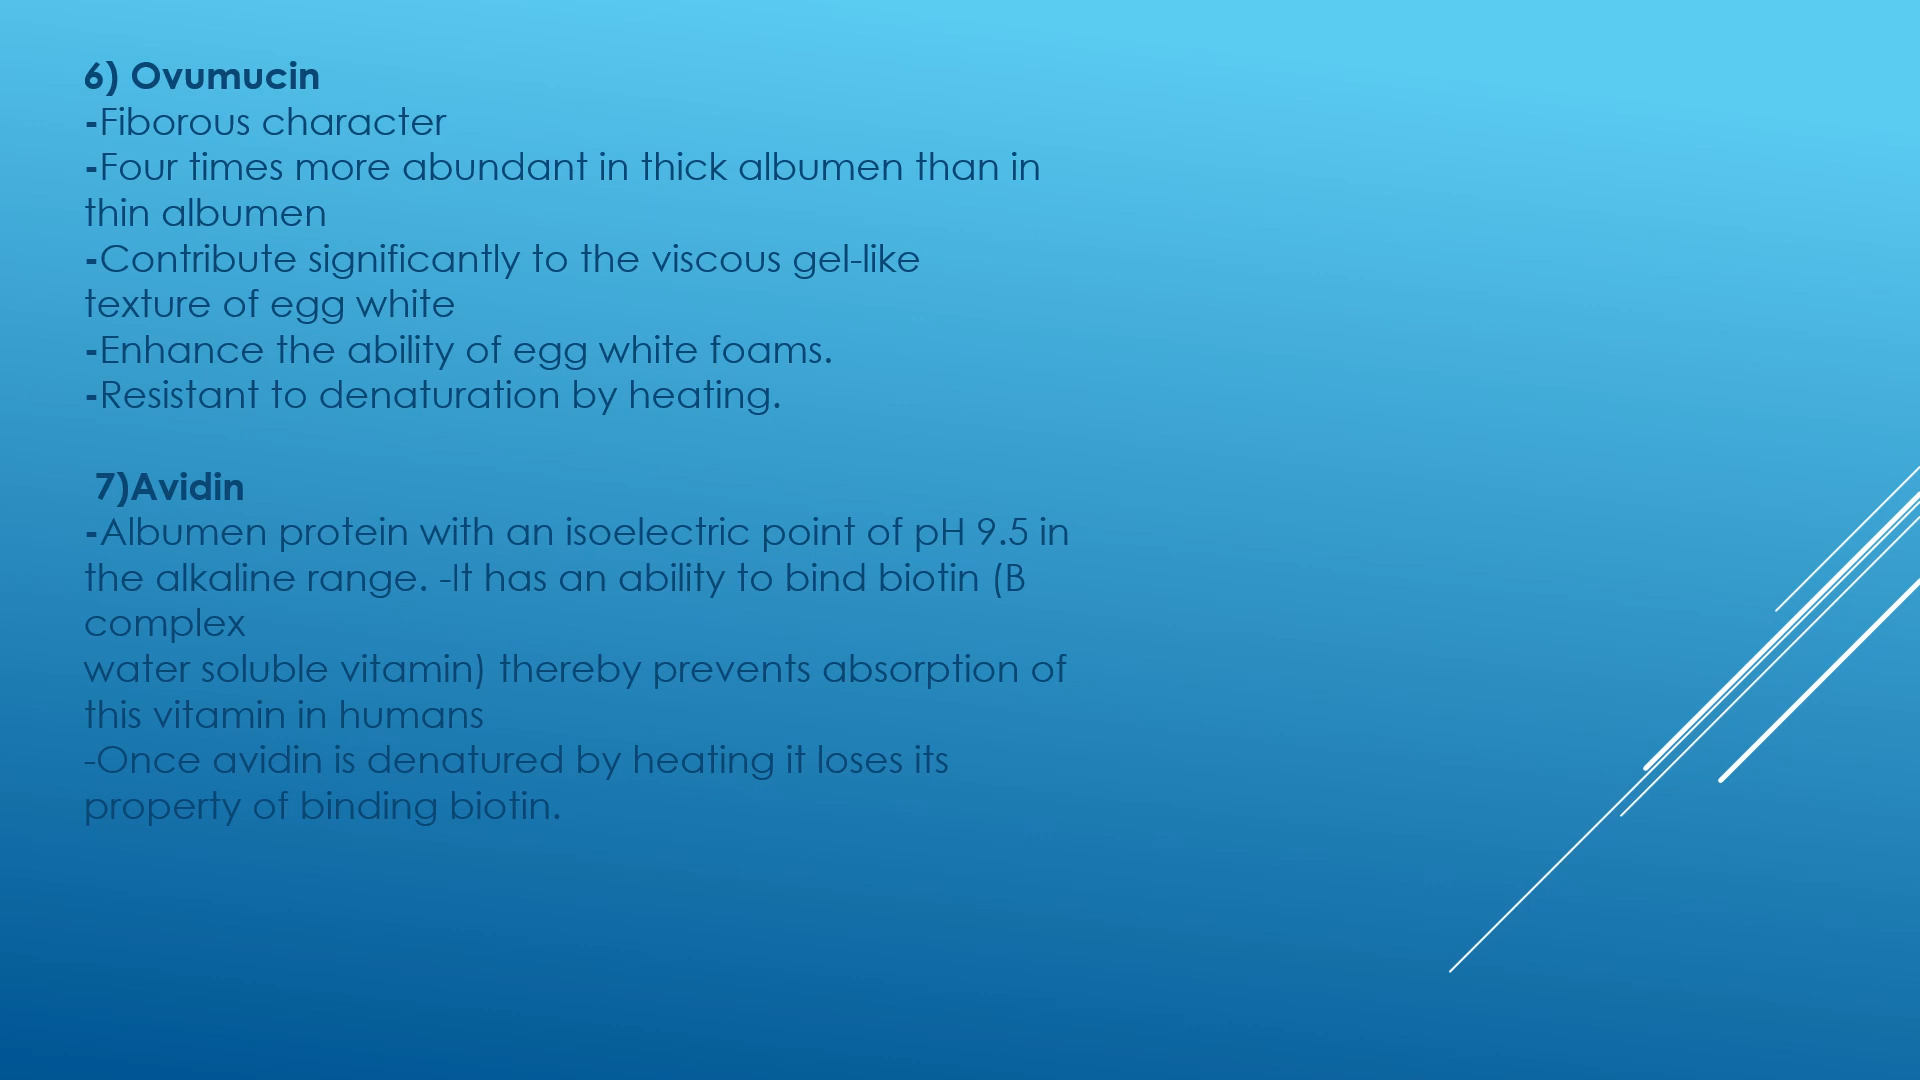 6) Ovumucin
-Fiborous character
-Four times more abundant in thick albumen than in
thin albumen
-Contribute significantly to the viscous gel-like
texture of egg white
-Enhance the ability of egg white foams.
-Resistant to denaturation by heating.
7)Avidin
-Albumen protein with an isoelectric point of pH 9.5 in
the alkaline range. -It has an ability to bind biotin (B
complex
water soluble vitamin) thereby prevents absorption of
this vitamin in humans
-Once avidin is denatured by heating it loses its
property of binding biotin.